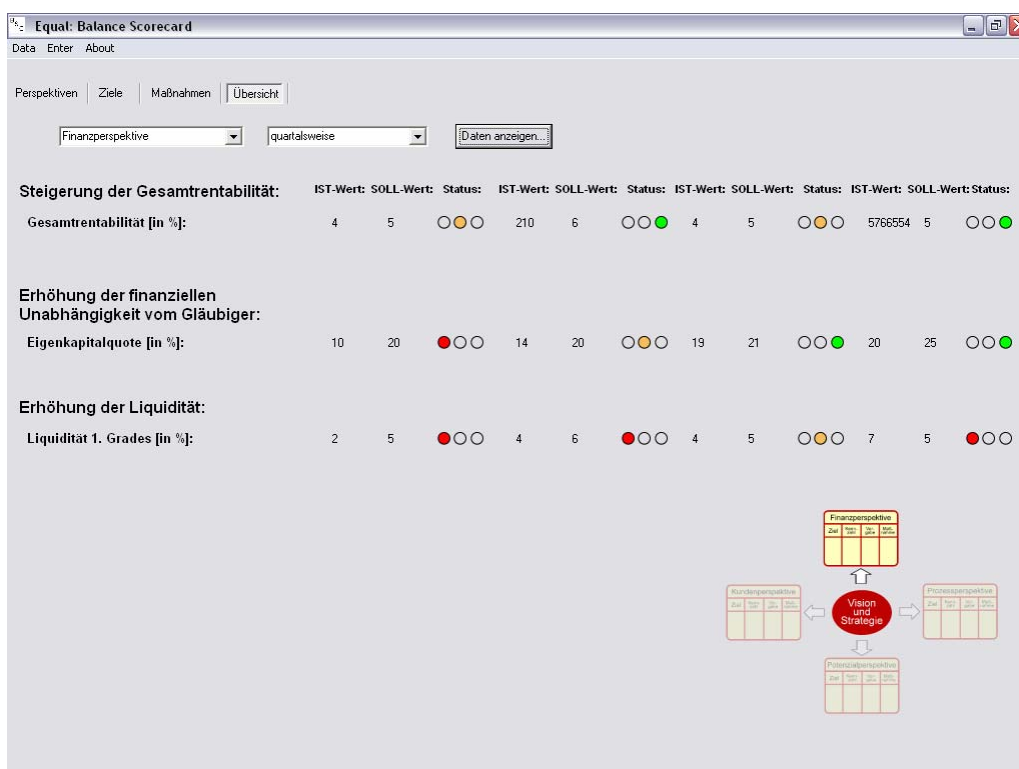 Equal: Balance Scorecard
Data Enter About
Perspektiven Ziele Maßnahmen Übersicht
Finanzperspektive quartalsweise Daten anzeigen...
Steigerung der Gesamtrentabilität: IST-Wert: SOLL-Wert: Status: IST-Wert: SOLL-Wert: Status: IST-Wert: SOLL-Wert: Status: IST-Wert: SOLL-Wert: Status:
Gesamtrentabilität [in %]: 4 5 210 6 4 5 5766554 5
Erhöhung der finanziellen
Unabhängigkeit vom Gläubiger:
Eigenkapitalquote [in %]: 10 20 14 20 19 21 20 25
Erhöhung der Liquidität:
Liquidität 1. Grades [in %]: 2 5 4 6 4 5 7 5
Finanzperspektive
Ziel
Kundenperspektive
Ziel
Vision
und
Strategie
Prozessperspektive
Ziel
Potenzialperspektive
Ziel